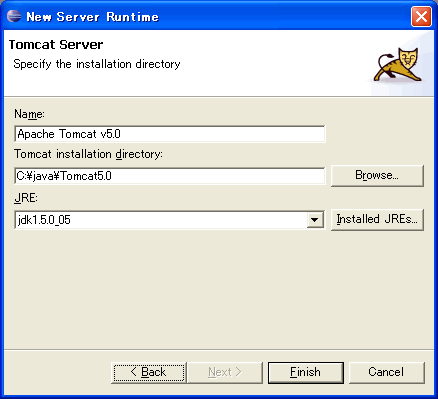 New Server Runtime
Tomcat Server
Specify the installation directory
Name:
Apache Tomcat v5.0
Tomcat installation directory:
C:¥java¥Tomcat5.0
Browse...
JRE:
jdk1.5.0_05
Installed JREs...
< Back
Next >
Finish
Cancel